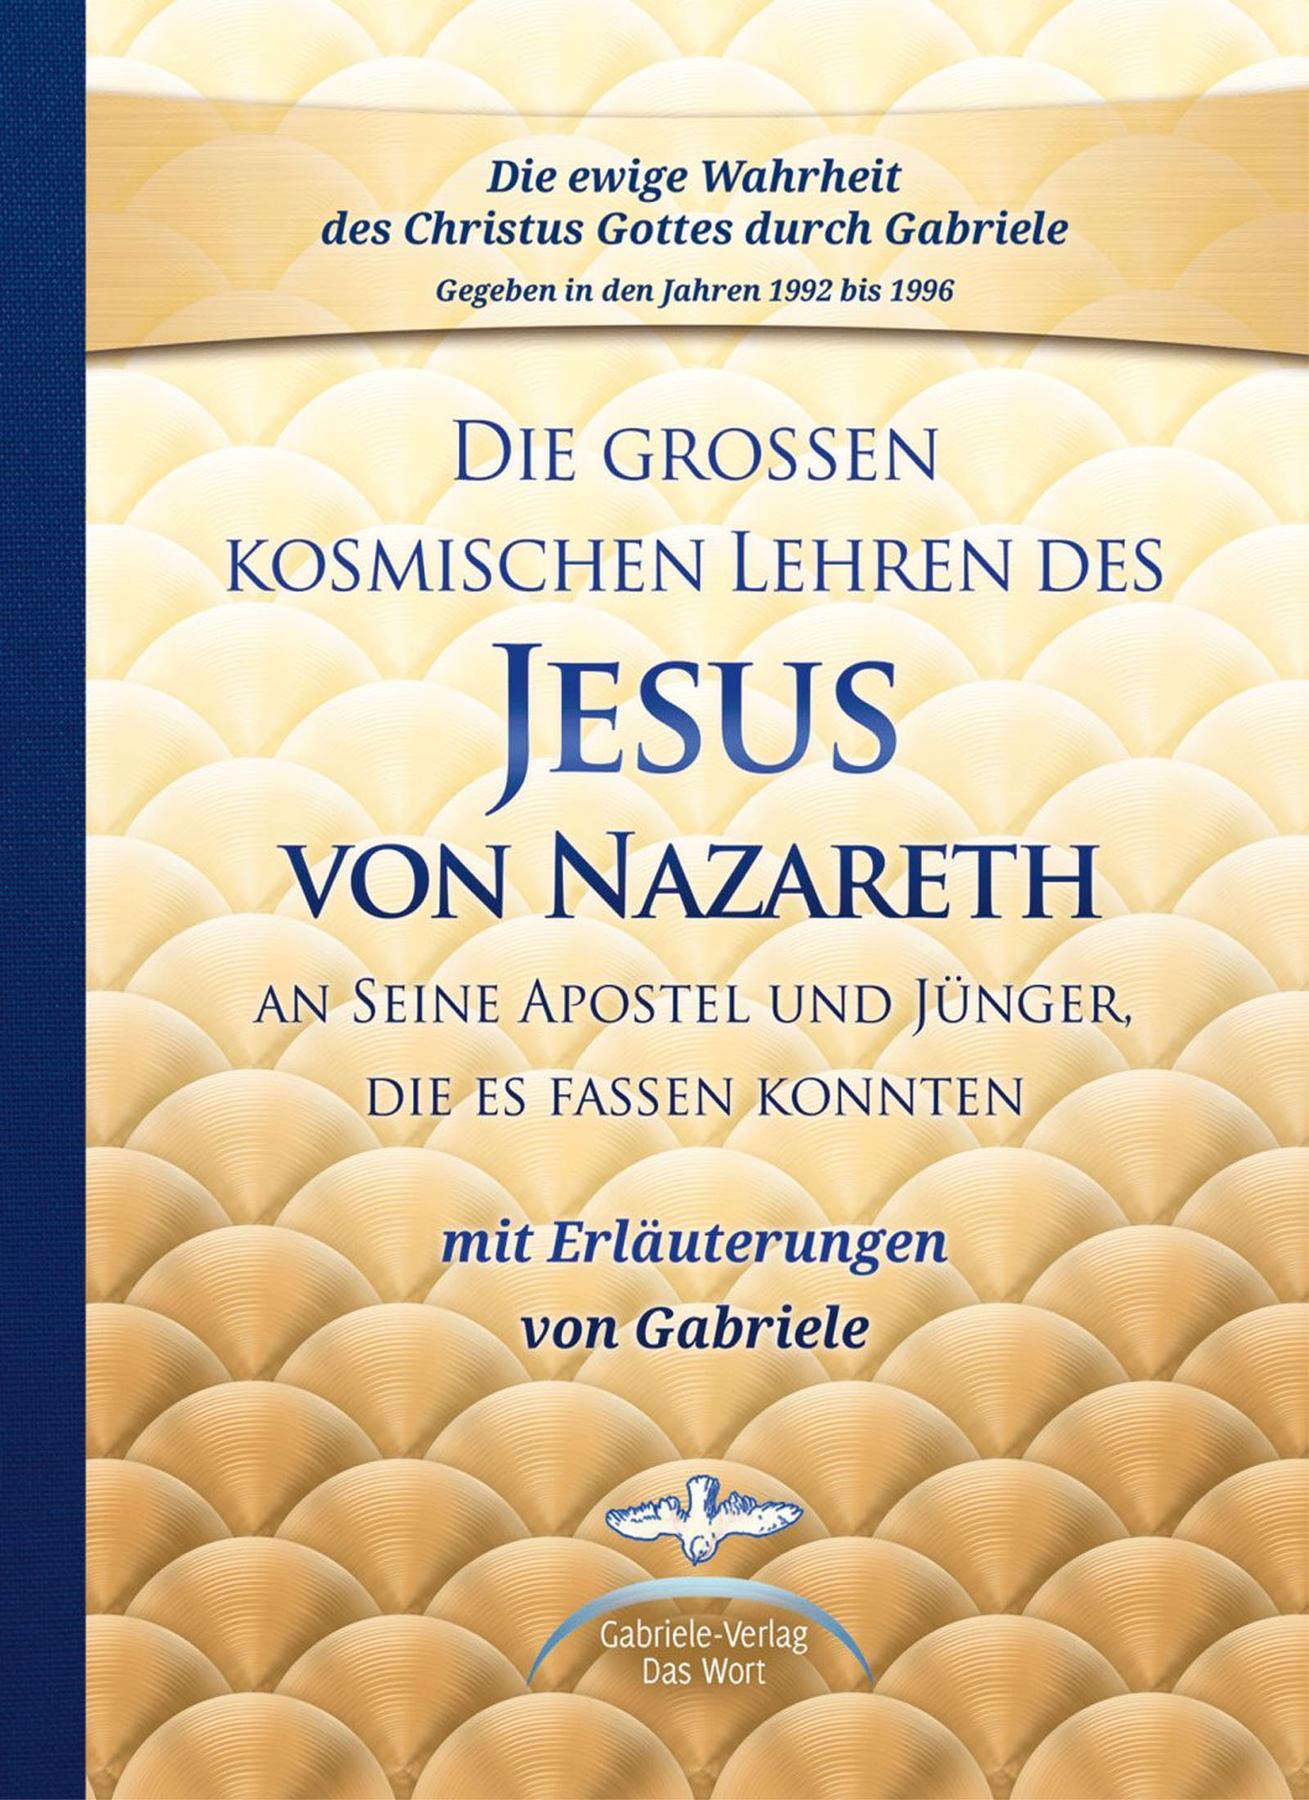 Die ewige Wahrheit
des Christus Gottes durch Gabriele
Gegeben in den Jahren 1992 bis 1996
DIE GROSSEN
KOSMISCHEN LEHREN DES
JESUS
VON NAZARETH
AN SEINE APOSTEL UND JÜNGER,
DIE ES FASSEN KONNTEN
mit Erläuterungen
von Gabriele
Gabriele-Verlag
Das Wort